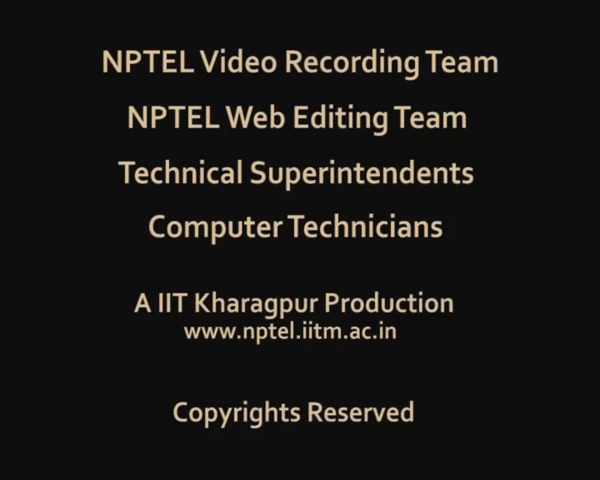 NPTEL Video Recording Team
NPTEL Web Editing Team
Technical Superintendents
Computer Technicians
A IIT Kharagpur Production
www.nptel.iitm.ac.in
Copyrights Reserved